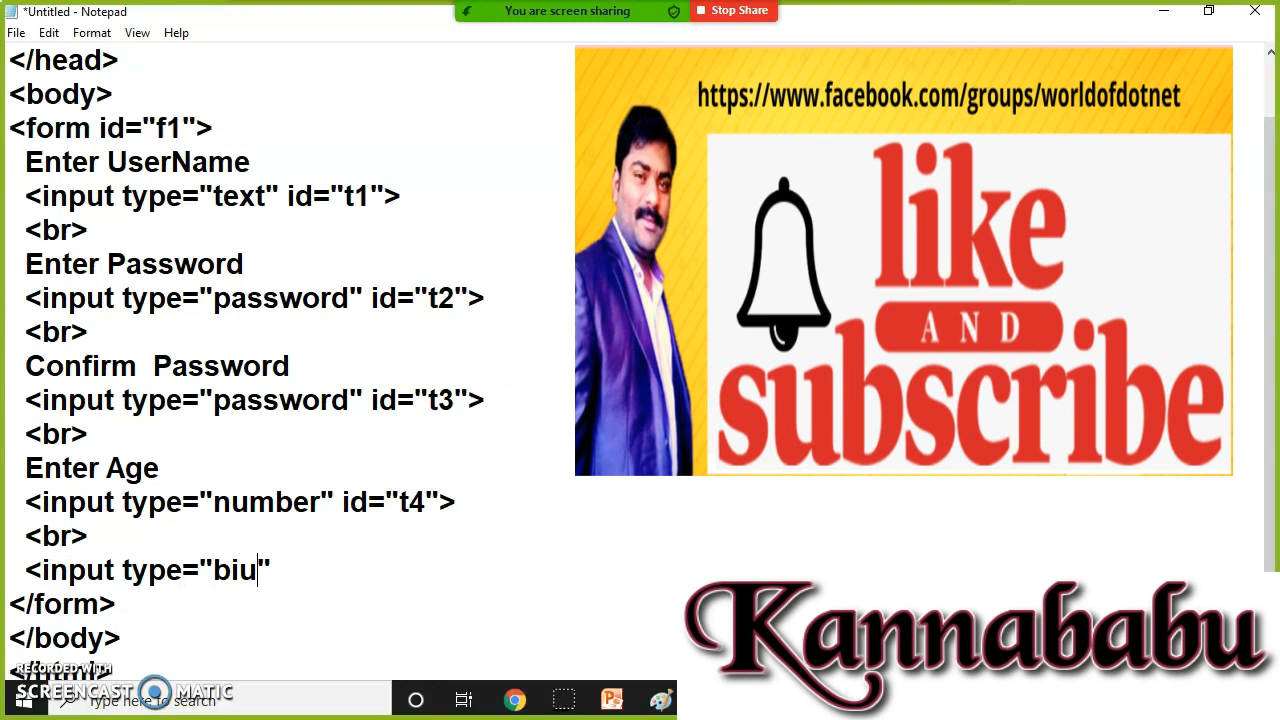 *Untitled - Notepad
You are screen sharing
Stop Share
File Edit Format View Help
</head>
<body>
<form id="f1">
Enter UserName
<input type="text" id="t1">
<br>
Enter Password
<input type="password" id="t2">
<br>
Confirm  Password
<input type="password" id="t3">
<br>
Enter Age
<input type="number" id="t4">
<br>
<input type="biu"
</form>
</body>
https://www.facebook.com/groups/worldofdotnet
like
AND
subscribe
Kannababu
RECORDED WITH
SCREENCAST MATIC
Type here to search